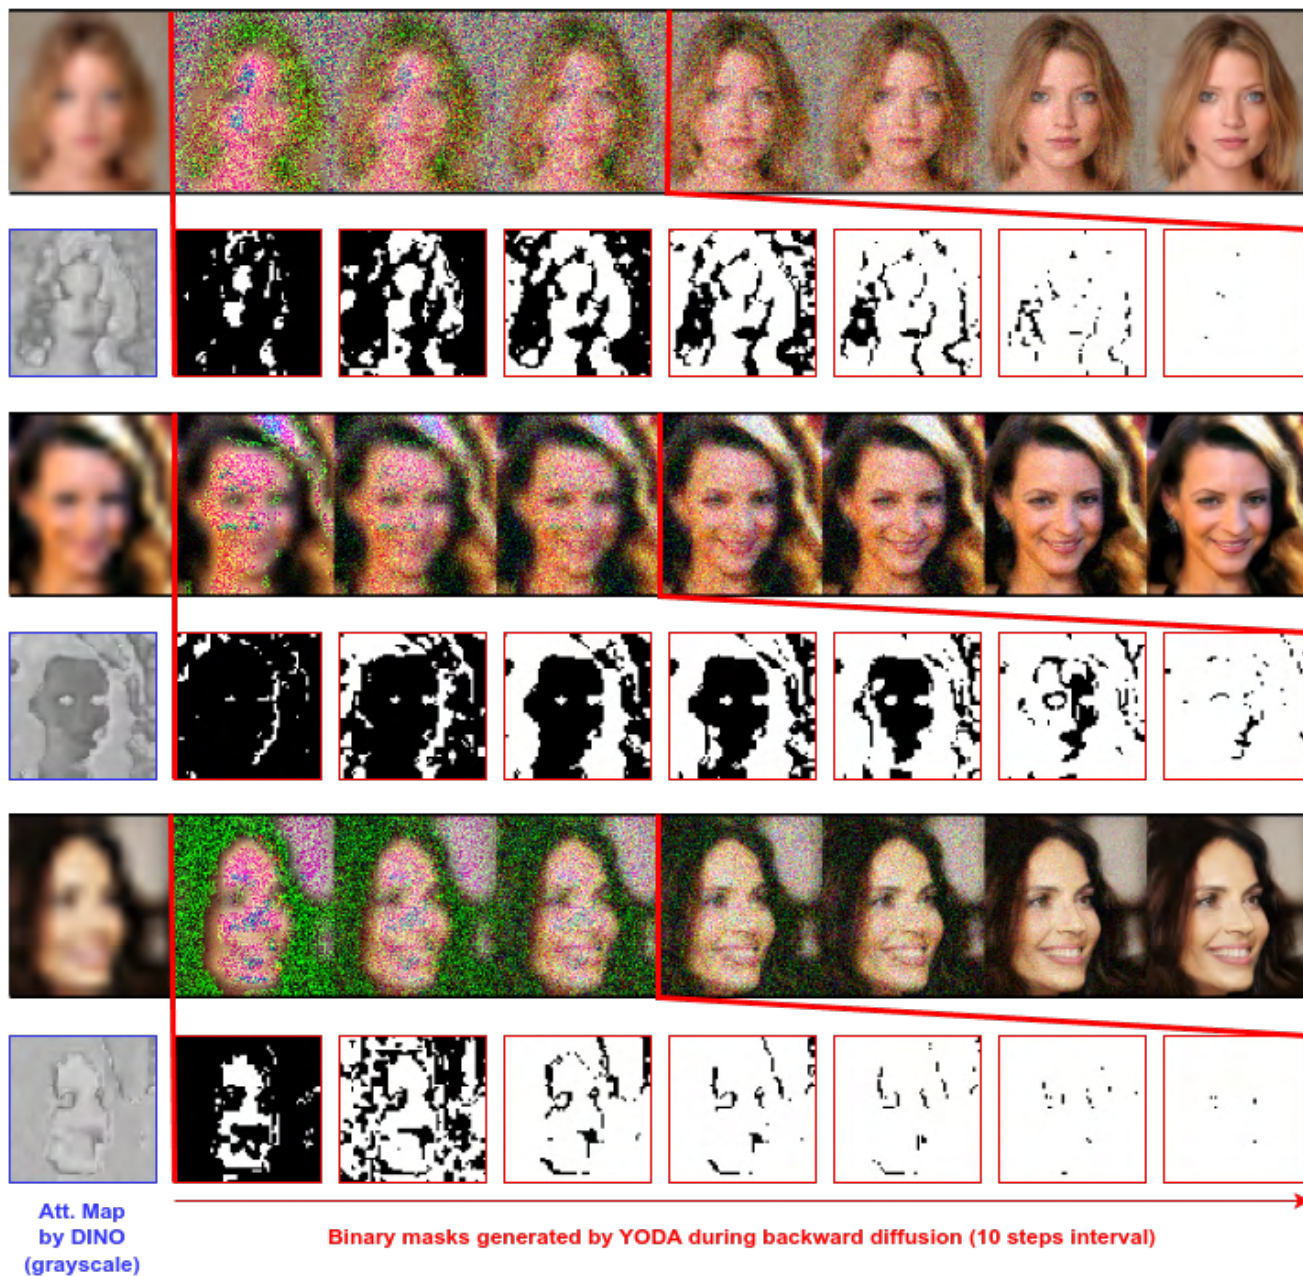 Att. Map
by DINO
(grayscale)
Binary masks generated by YODA during backward diffusion (10 steps interval)